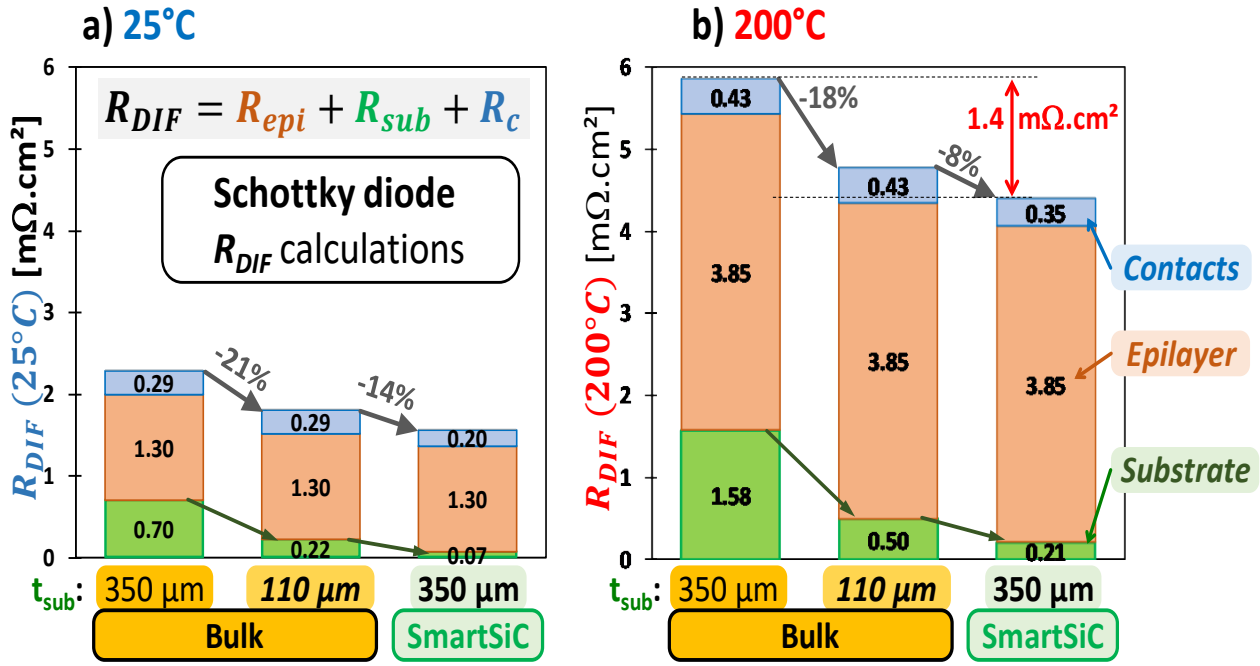 a) 25°C
R_DIF (25°C) [mΩ.cm²]
6
5
4
3
2
1
0
R_DIF = R_epi + R_sub + R_c
Schottky diode
R_DIF calculations
-21%
-14%
0.29
1.30
0.70
0.29
1.30
0.22
0.20
1.30
0.07
t_sub: 350 µm 110 µm 350 µm
Bulk SmartSiC
b) 200°C
R_DIF (200°C) [mΩ.cm²]
6
5
4
3
2
1
0
-18%
-8%
1.4 mΩ.cm²
0.43
3.85
1.58
0.43
3.85
0.50
0.35
3.85
0.21
Contacts
Epilayer
Substrate
t_sub: 350 µm 110 µm 350 µm
Bulk SmartSiC